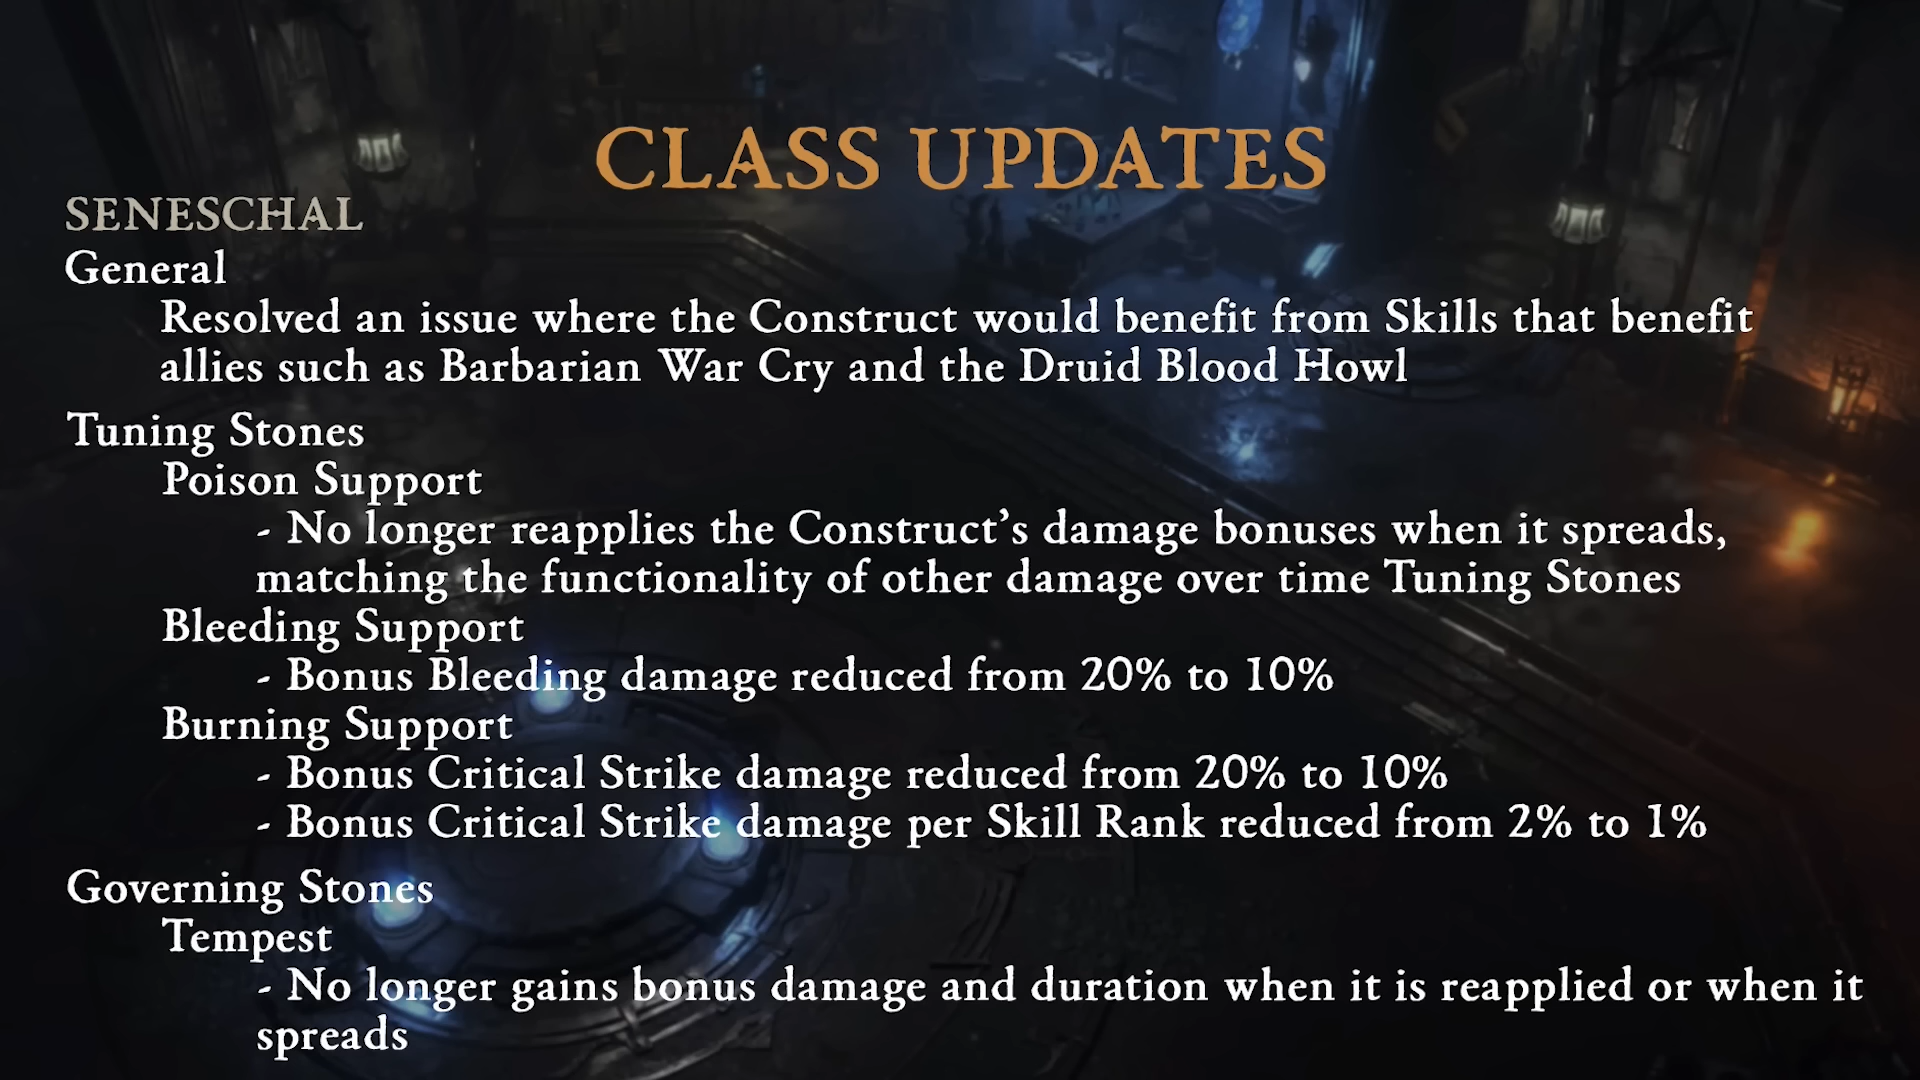 CLASS UPDATES
SENESCHAL
General
Resolved an issue where the Construct would benefit from Skills that benefit
allies such as Barbarian War Cry and the Druid Blood Howl
Tuning Stones
Poison Support
- No longer reapplies the Construct’s damage bonuses when it spreads,
matching the functionality of other damage over time Tuning Stones
Bleeding Support
- Bonus Bleeding damage reduced from 20% to 10%
Burning Support
- Bonus Critical Strike damage reduced from 20% to 10%
- Bonus Critical Strike damage per Skill Rank reduced from 2% to 1%
Governing Stones
Tempest
- No longer gains bonus damage and duration when it is reapplied or when it
spreads